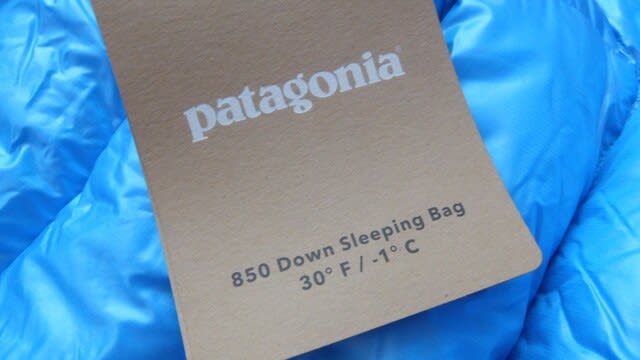 patagonia®
850 Down Sleeping Bag
30° F / -1° C